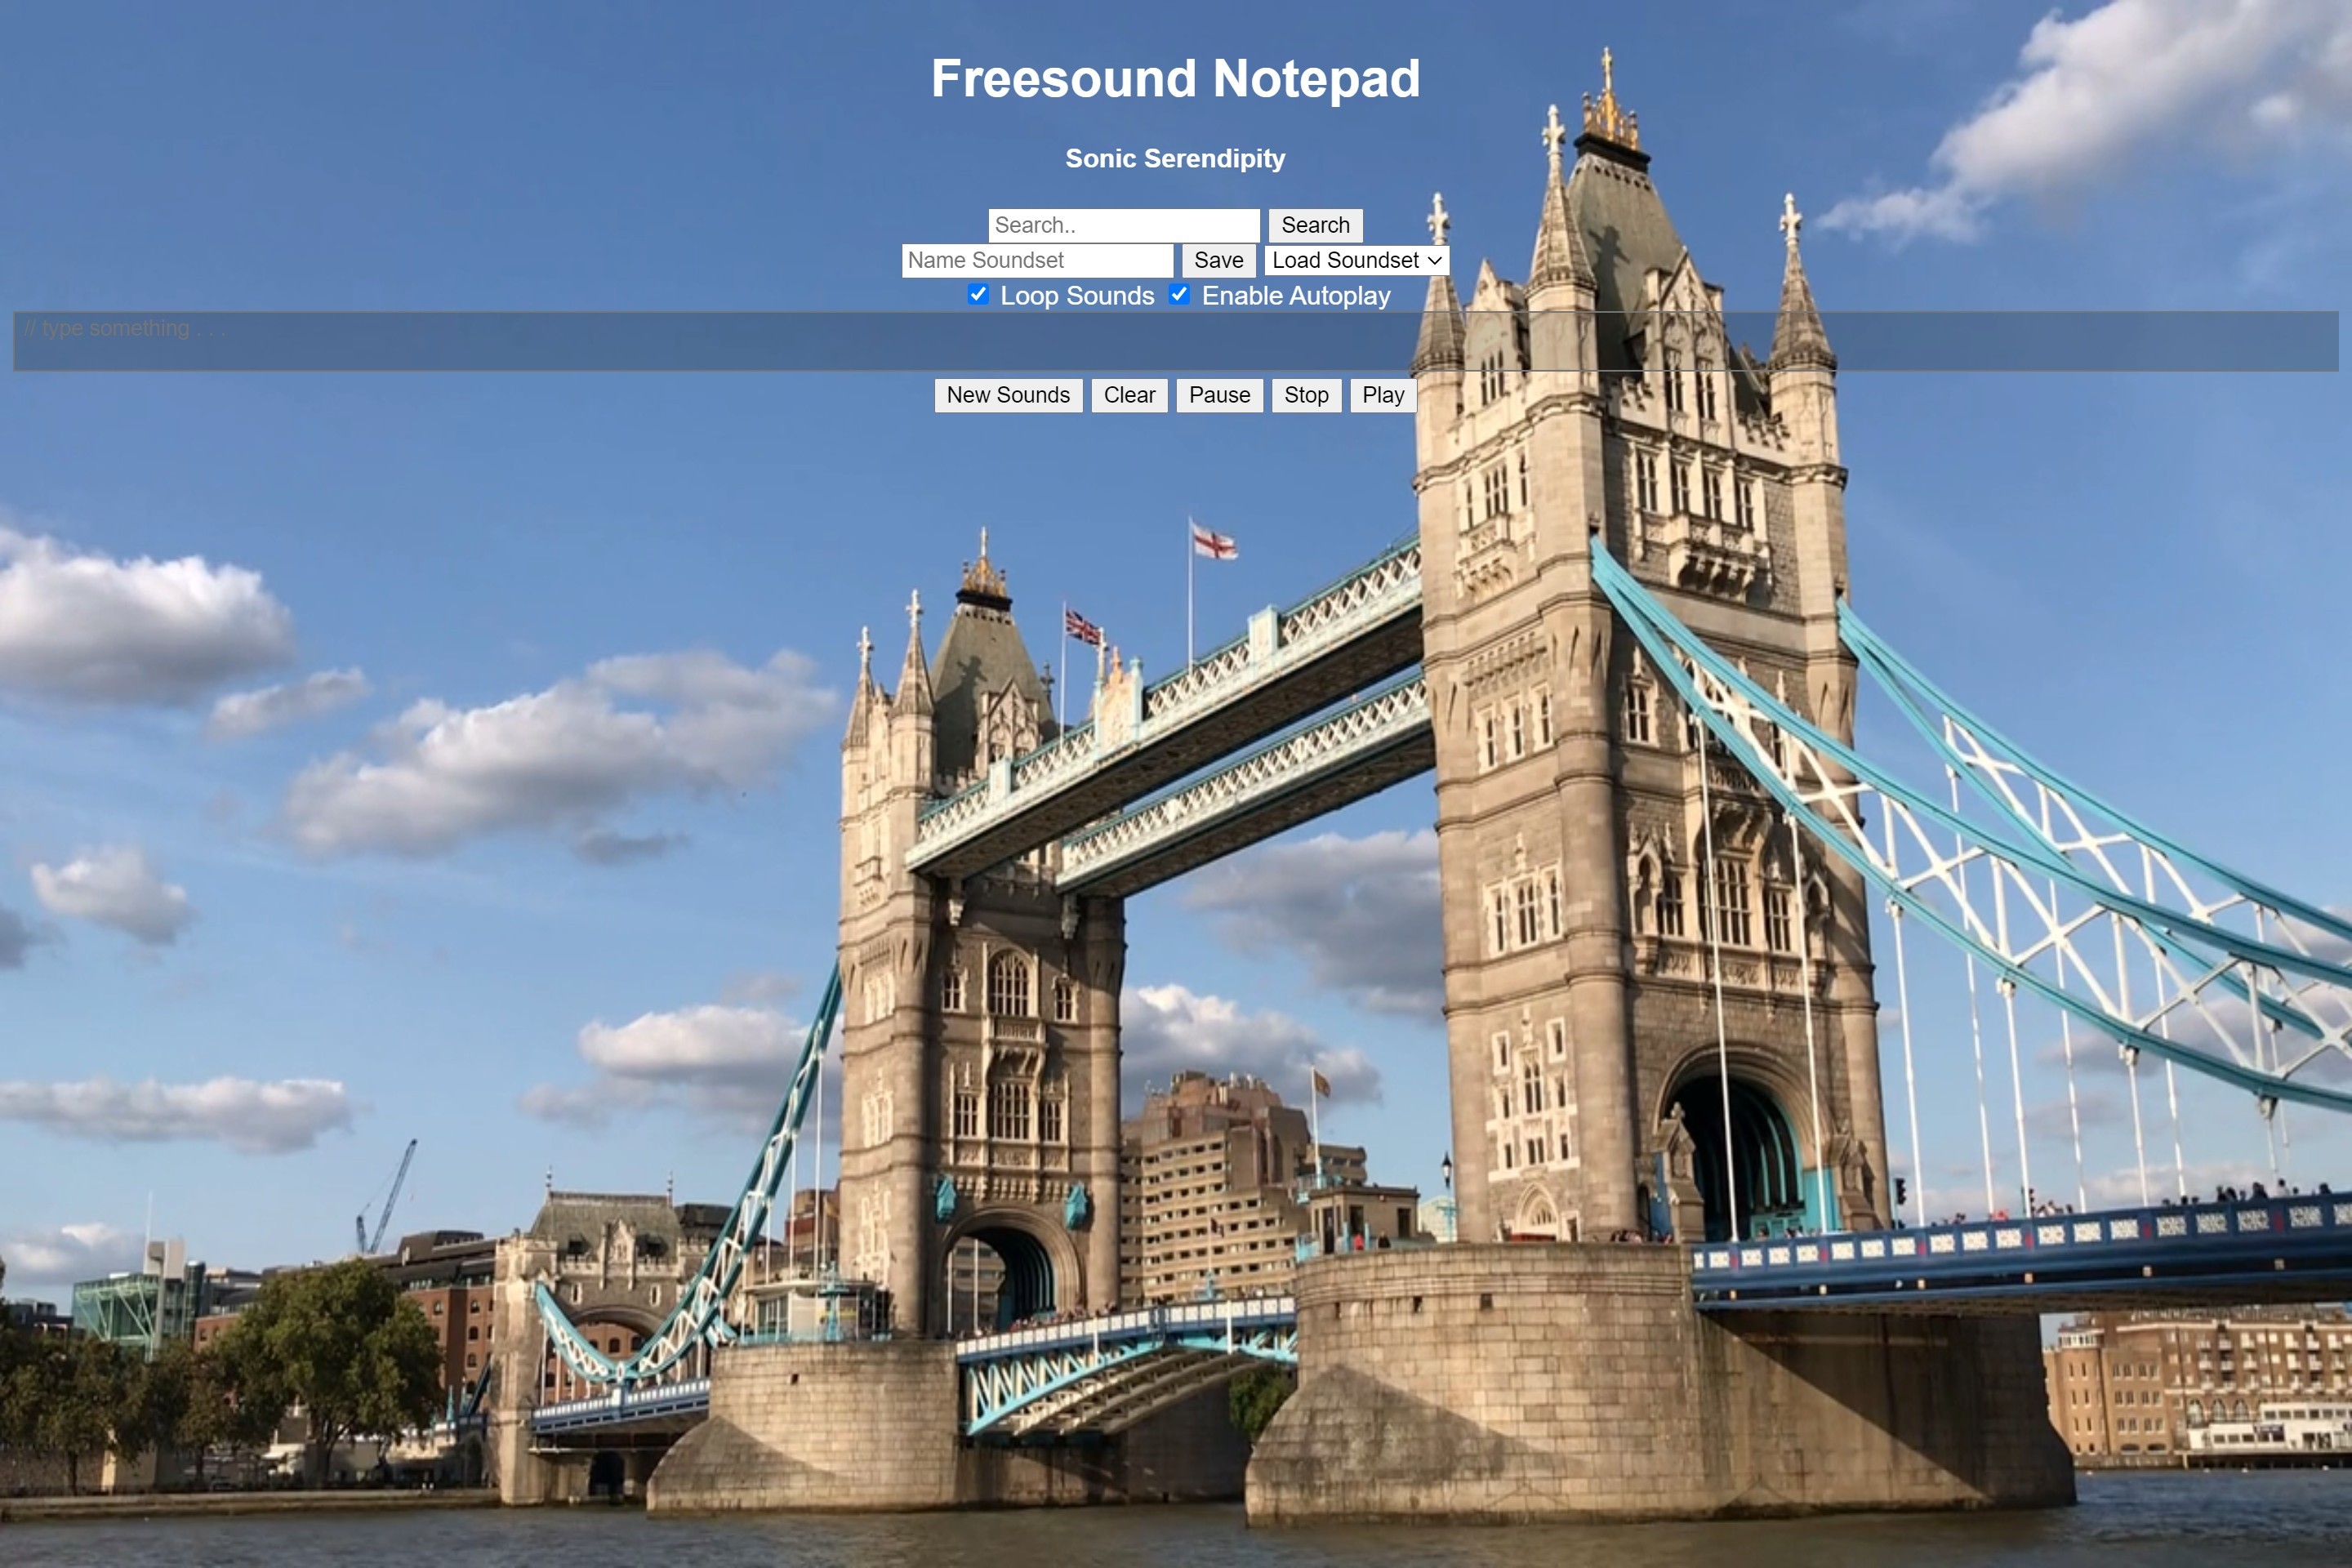 Freesound Notepad
Sonic Serendipity
Search.. Search
Name Soundset Save Load Soundset
Loop Sounds Enable Autoplay
// type something . . .
New Sounds Clear Pause Stop Play